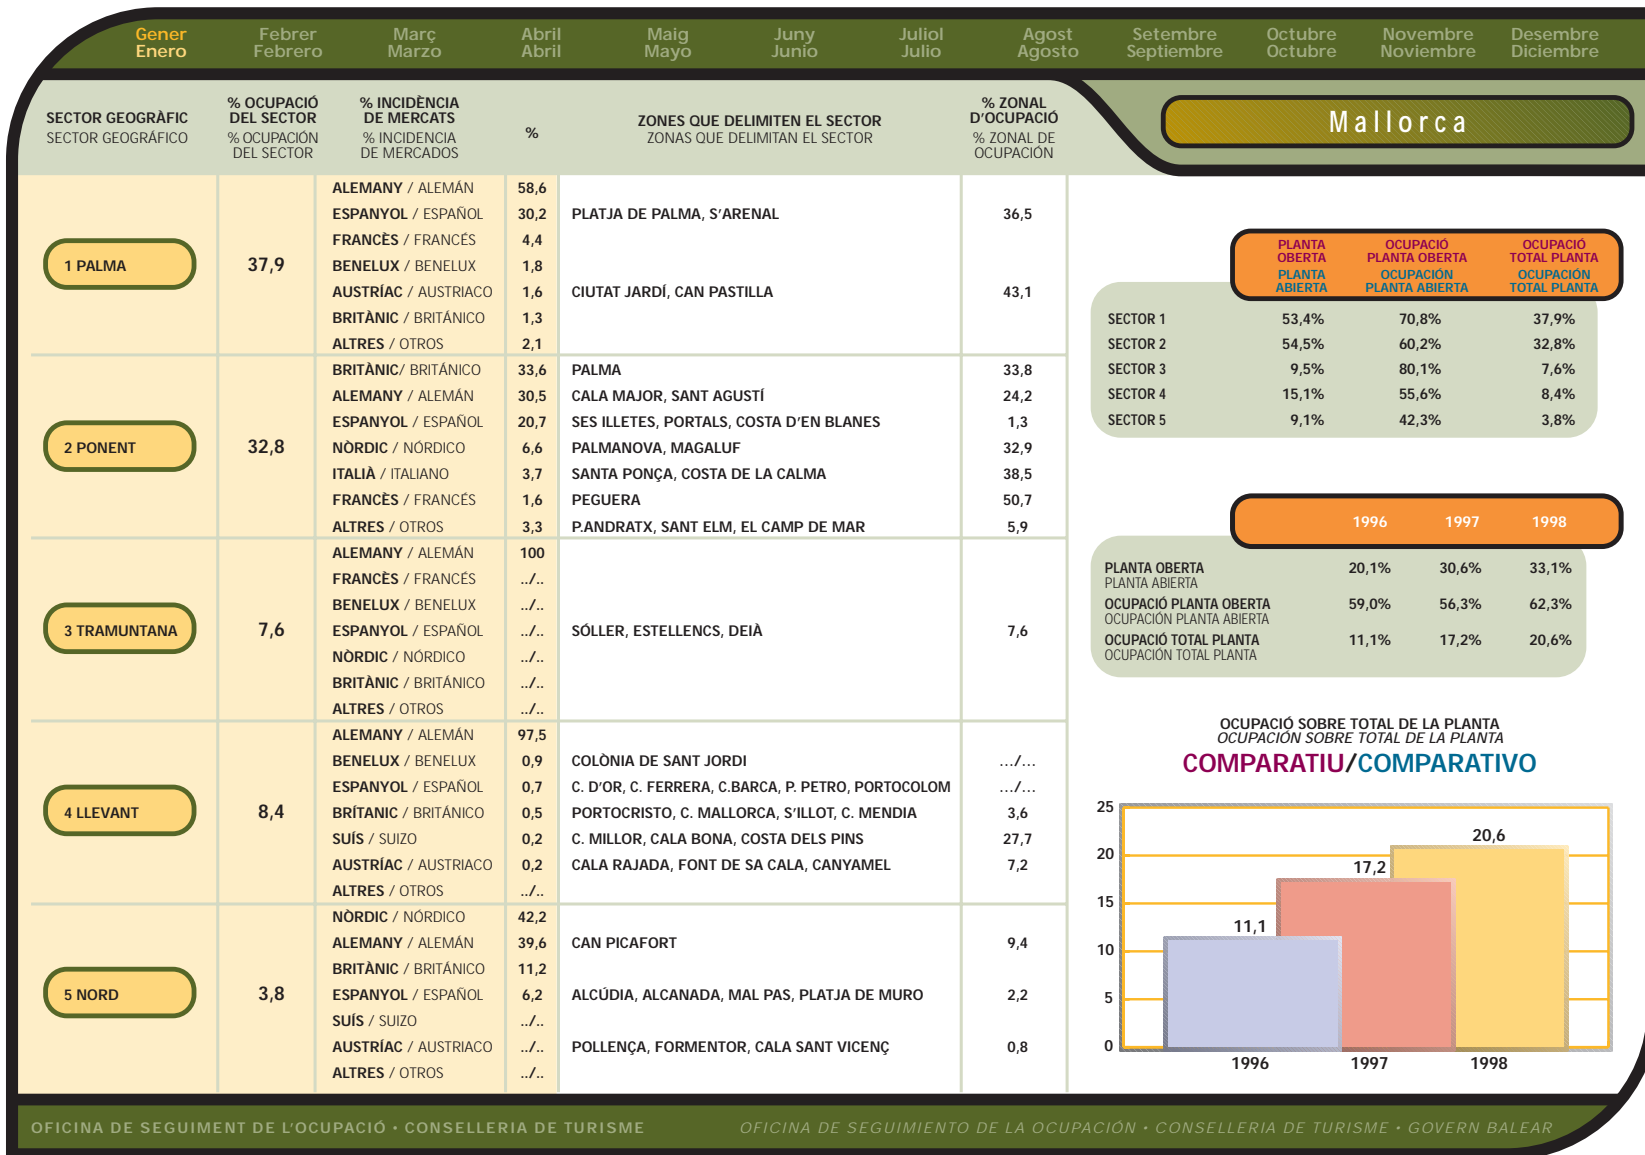 Gener Febrer Març Abril Maig Juny Juliol Agost Setembre Octubre Novembre Desembre
Enero Febrero Marzo Abril Mayo Junio Julio Agosto Septiembre Octubre Noviembre Diciembre
Mallorca
SECTOR GEOGRÀFIC
SECTOR GEOGRÁFICO
% OCUPACIÓ
DEL SECTOR
% OCUPACIÓN
DEL SECTOR
% INCIDÈNCIA
DE MERCATS
% INCIDENCIA
DE MERCADOS
%
ZONES QUE DELIMITEN EL SECTOR
ZONAS QUE DELIMITAN EL SECTOR
% ZONAL
D'OCUPACIÓ
% ZONAL DE
OCUPACIÓN
1 PALMA 37,9
ALEMANY / ALEMÁN 58,6
ESPANYOL / ESPAÑOL 30,2 PLATJA DE PALMA, S'ARENAL 36,5
FRANCÈS / FRANCÉS 4,4
BENELUX / BENELUX 1,8
AUSTRÍAC / AUSTRIACO 1,6 CIUTAT JARDÍ, CAN PASTILLA 43,1
BRITÀNIC / BRITÁNICO 1,3
ALTRES / OTROS 2,1
2 PONENT 32,8
BRITÀNIC/ BRITÁNICO 33,6 PALMA 33,8
ALEMANY / ALEMÁN 30,5 CALA MAJOR, SANT AGUSTÍ 24,2
ESPANYOL / ESPAÑOL 20,7 SES ILLETES, PORTALS, COSTA D'EN BLANES 1,3
NÒRDIC / NÓRDICO 6,6 PALMANOVA, MAGALUF 32,9
ITALIÀ / ITALIANO 3,7 SANTA PONÇA, COSTA DE LA CALMA 38,5
FRANCÈS / FRANCÉS 1,6 PEGUERA 50,7
ALTRES / OTROS 3,3 P.ANDRATX, SANT ELM, EL CAMP DE MAR 5,9
3 TRAMUNTANA 7,6
ALEMANY / ALEMÁN 100
FRANCÈS / FRANCÉS ../..
BENELUX / BENELUX ../..
ESPANYOL / ESPAÑOL ../.. SÓLLER, ESTELLENCS, DEIÀ 7,6
NÒRDIC / NÓRDICO ../..
BRITÀNIC / BRITÁNICO ../..
ALTRES / OTROS ../..
4 LLEVANT 8,4
ALEMANY / ALEMÁN 97,5
BENELUX / BENELUX 0,9 COLÒNIA DE SANT JORDI .../...
ESPANYOL / ESPAÑOL 0,7 C. D'OR, C. FERRERA, C.BARCA, P. PETRO, PORTOCOLOM .../...
BRÍTANIC / BRITÁNICO 0,5 PORTOCRISTO, C. MALLORCA, S'ILLOT, C. MENDIA 3,6
SUÍS / SUIZO 0,2 C. MILLOR, CALA BONA, COSTA DELS PINS 27,7
AUSTRÍAC / AUSTRIACO 0,2 CALA RAJADA, FONT DE SA CALA, CANYAMEL 7,2
ALTRES / OTROS ../..
5 NORD 3,8
NÒRDIC / NÓRDICO 42,2
ALEMANY / ALEMÁN 39,6 CAN PICAFORT 9,4
BRITÀNIC / BRITÁNICO 11,2
ESPANYOL / ESPAÑOL 6,2 ALCÚDIA, ALCANADA, MAL PAS, PLATJA DE MURO 2,2
SUÍS / SUIZO ../..
AUSTRÍAC / AUSTRIACO ../.. POLLENÇA, FORMENTOR, CALA SANT VICENÇ 0,8
ALTRES / OTROS ../..
PLANTA OCUPACIÓ OCUPACIÓ
OBERTA PLANTA OBERTA TOTAL PLANTA
PLANTA OCUPACIÓN OCUPACIÓN
ABIERTA PLANTA ABIERTA TOTAL PLANTA
SECTOR 1 53,4% 70,8% 37,9%
SECTOR 2 54,5% 60,2% 32,8%
SECTOR 3 9,5% 80,1% 7,6%
SECTOR 4 15,1% 55,6% 8,4%
SECTOR 5 9,1% 42,3% 3,8%
1996 1997 1998
PLANTA OBERTA 20,1% 30,6% 33,1%
PLANTA ABIERTA
OCUPACIÓ PLANTA OBERTA 59,0% 56,3% 62,3%
OCUPACIÓN PLANTA ABIERTA
OCUPACIÓ TOTAL PLANTA 11,1% 17,2% 20,6%
OCUPACIÓN TOTAL PLANTA
OCUPACIÓ SOBRE TOTAL DE LA PLANTA
OCUPACIÓN SOBRE TOTAL DE LA PLANTA
COMPARATIU/COMPARATIVO
25
20
15
10
5
0
11,1
17,2
20,6
1996 1997 1998
OFICINA DE SEGUIMENT DE L'OCUPACIÓ • CONSELLERIA DE TURISME
OFICINA DE SEGUIMIENTO DE LA OCUPACIÓN • CONSELLERIA DE TURISME • GOVERN BALEAR